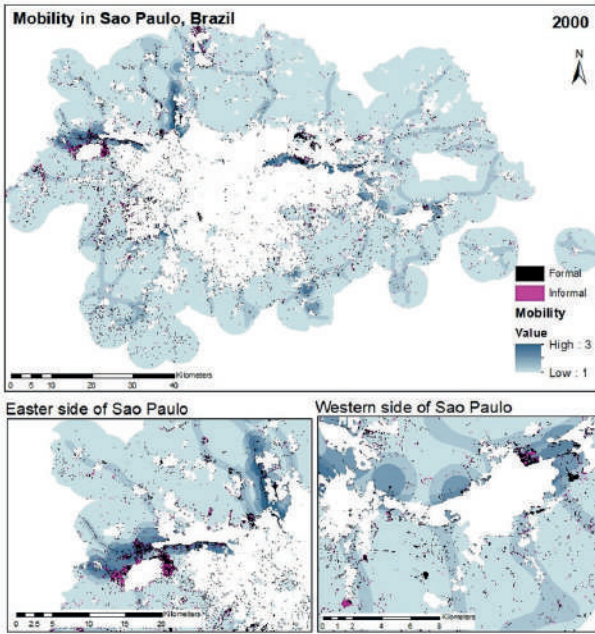 Mobility in Sao Paulo, Brazil
2000
N
Formal
Informal
Mobility
Value
High : 3
Low : 1
Kilometers
0 5 10 20 30 40
Easter side of Sao Paulo
Western side of Sao Paulo
Kilometers
0 2.5 5 10 15 20
Kilometers
0 1 2 4 6 8